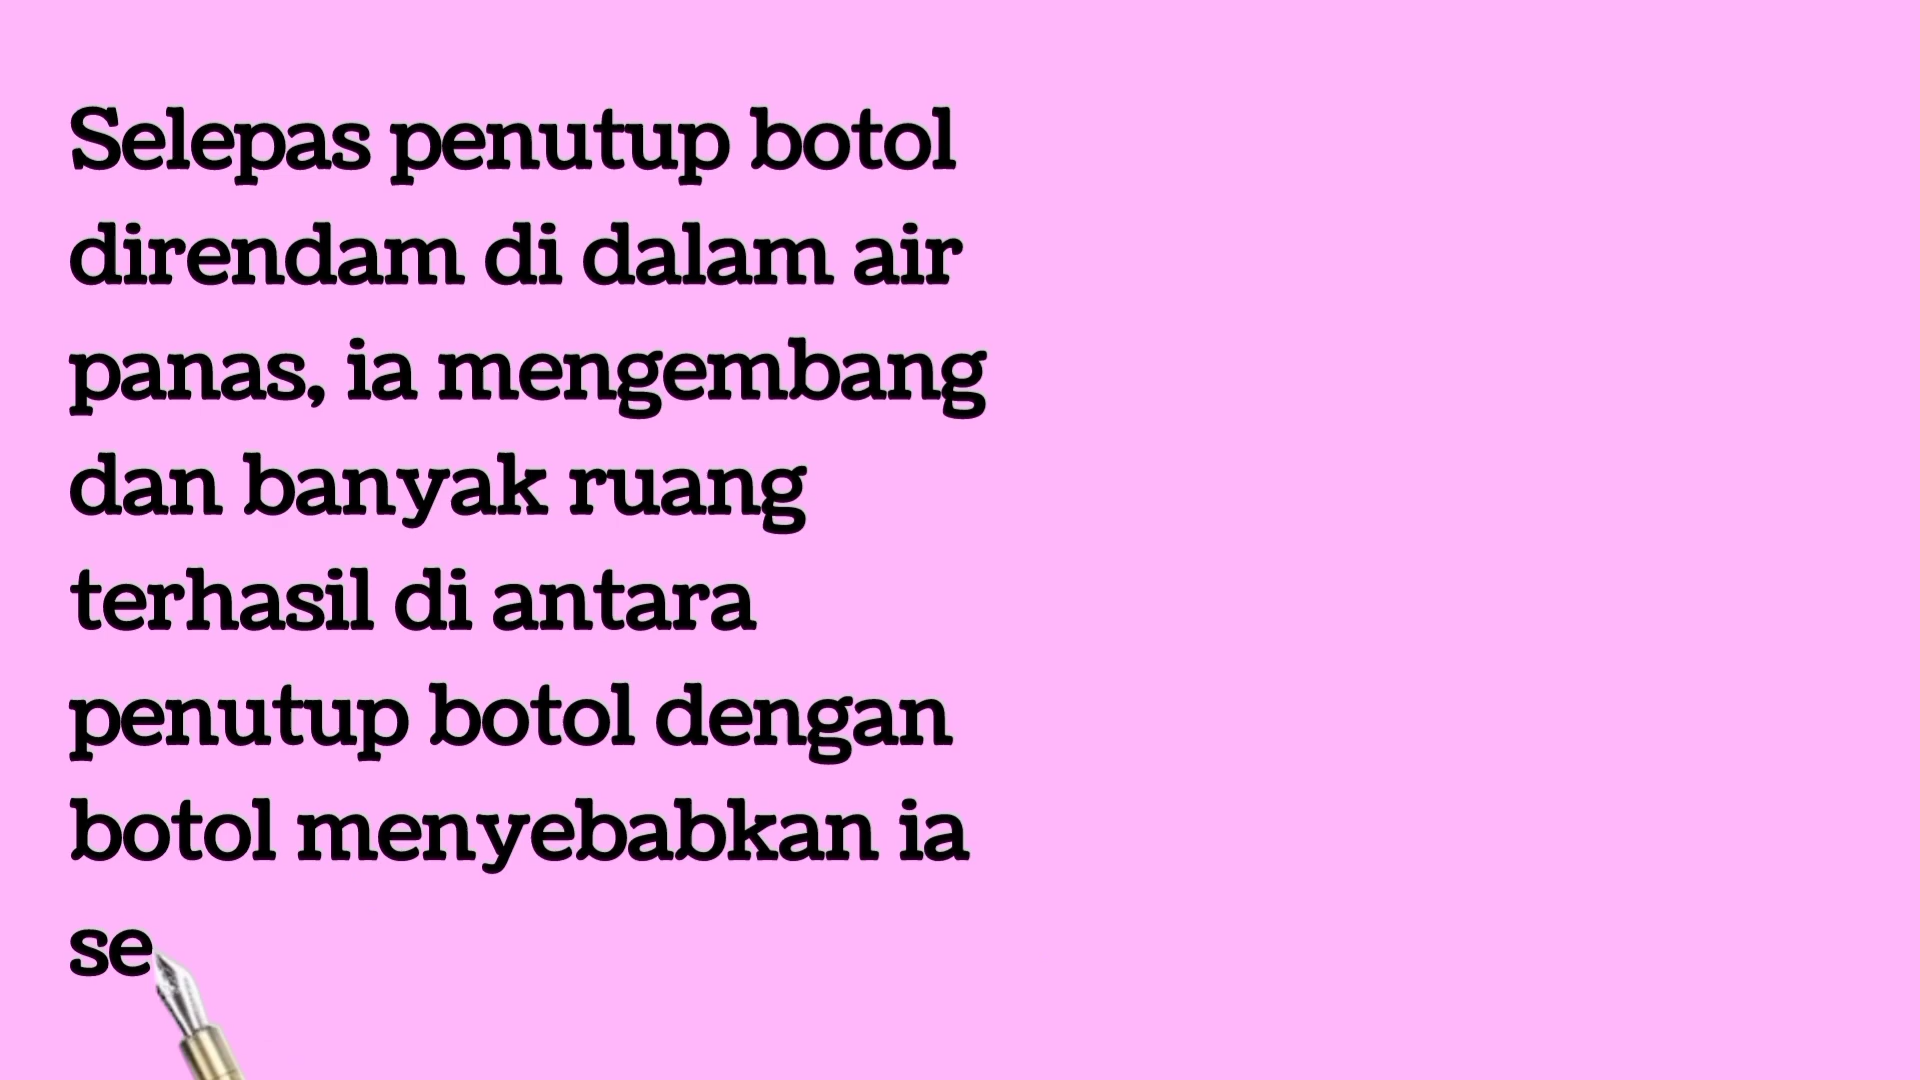 Selepas penutup botol
direndam di dalam air
panas, ia mengembang
dan banyak ruang
terhasil di antara
penutup botol dengan
botol menyebabkan ia
se